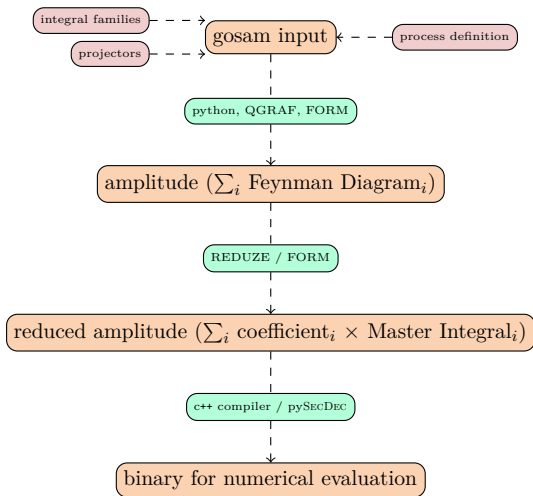 integral families
gosam input
process definition
projectors
python, QGRAF, FORM
amplitude (∑ᵢ Feynman Diagramᵢ)
REDUZE / FORM
reduced amplitude (∑ᵢ coefficientᵢ × Master Integralᵢ)
c++ compiler / pySecDec
binary for numerical evaluation